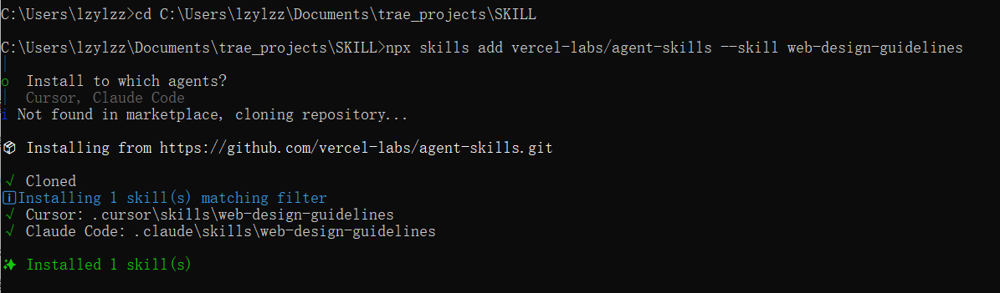 C:\Users\lzylzz>cd C:\Users\lzylzz\Documents\trae_projects\SKILL
C:\Users\lzylzz\Documents\trae_projects\SKILL>npx skills add vercel-labs/agent-skills --skill web-design-guidelines
o Install to which agents?
Cursor, Claude Code
i Not found in marketplace, cloning repository...
Installing from https://github.com/vercel-labs/agent-skills.git
√ Cloned
iInstalling 1 skill(s) matching filter
√ Cursor: .cursor\skills\web-design-guidelines
√ Claude Code: .claude\skills\web-design-guidelines
Installed 1 skill(s)